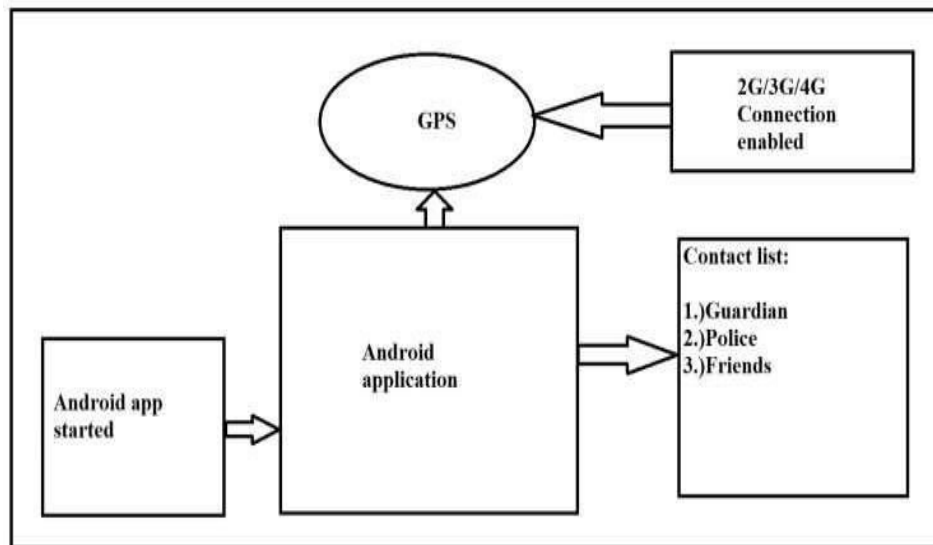 GPS
2G/3G/4G
Connection
enabled
Contact list:
1.)Guardian
2.)Police
3.)Friends
Android
application
Android app
started